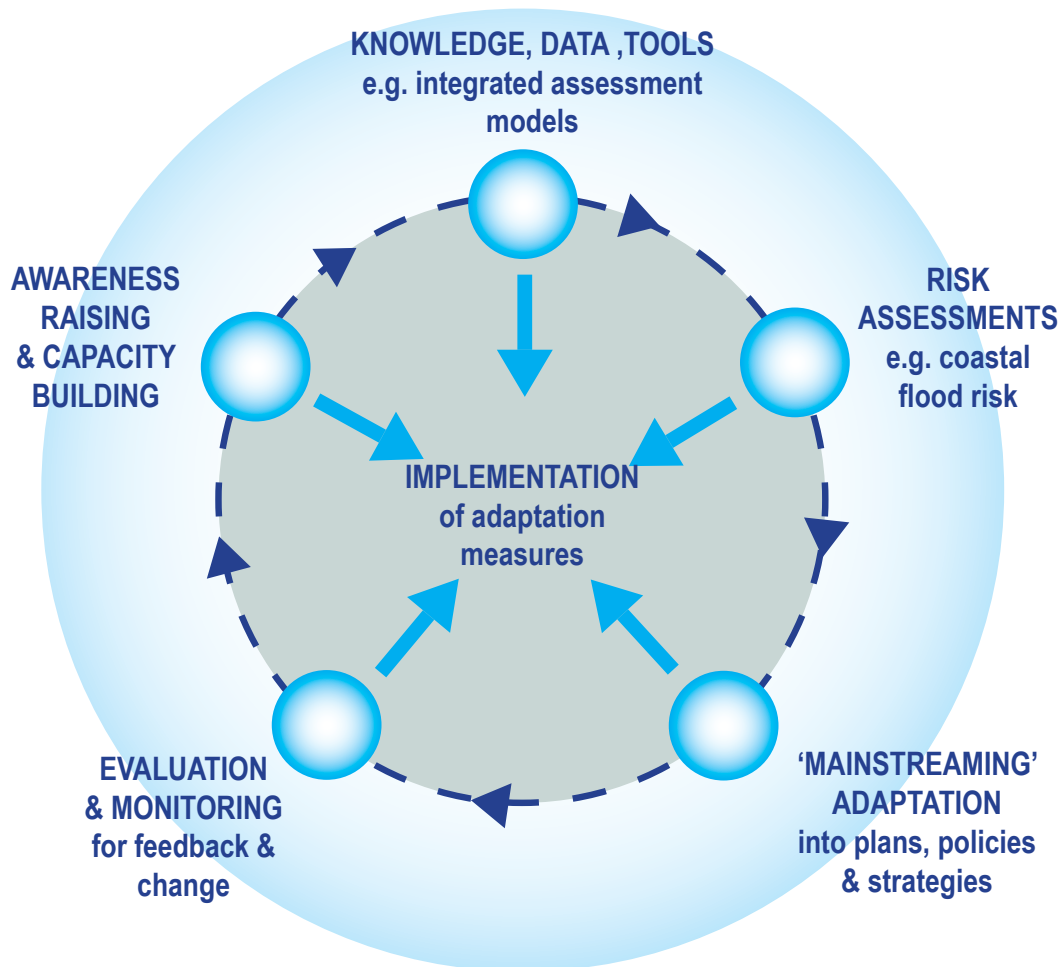 KNOWLEDGE, DATA ,TOOLS
e.g. integrated assessment
models
RISK
ASSESSMENTS
e.g. coastal
flood risk
AWARENESS
RAISING
& CAPACITY
BUILDING
IMPLEMENTATION
of adaptation
measures
EVALUATION
& MONITORING
for feedback &
change
‘MAINSTREAMING’
ADAPTATION
into plans, policies
& strategies